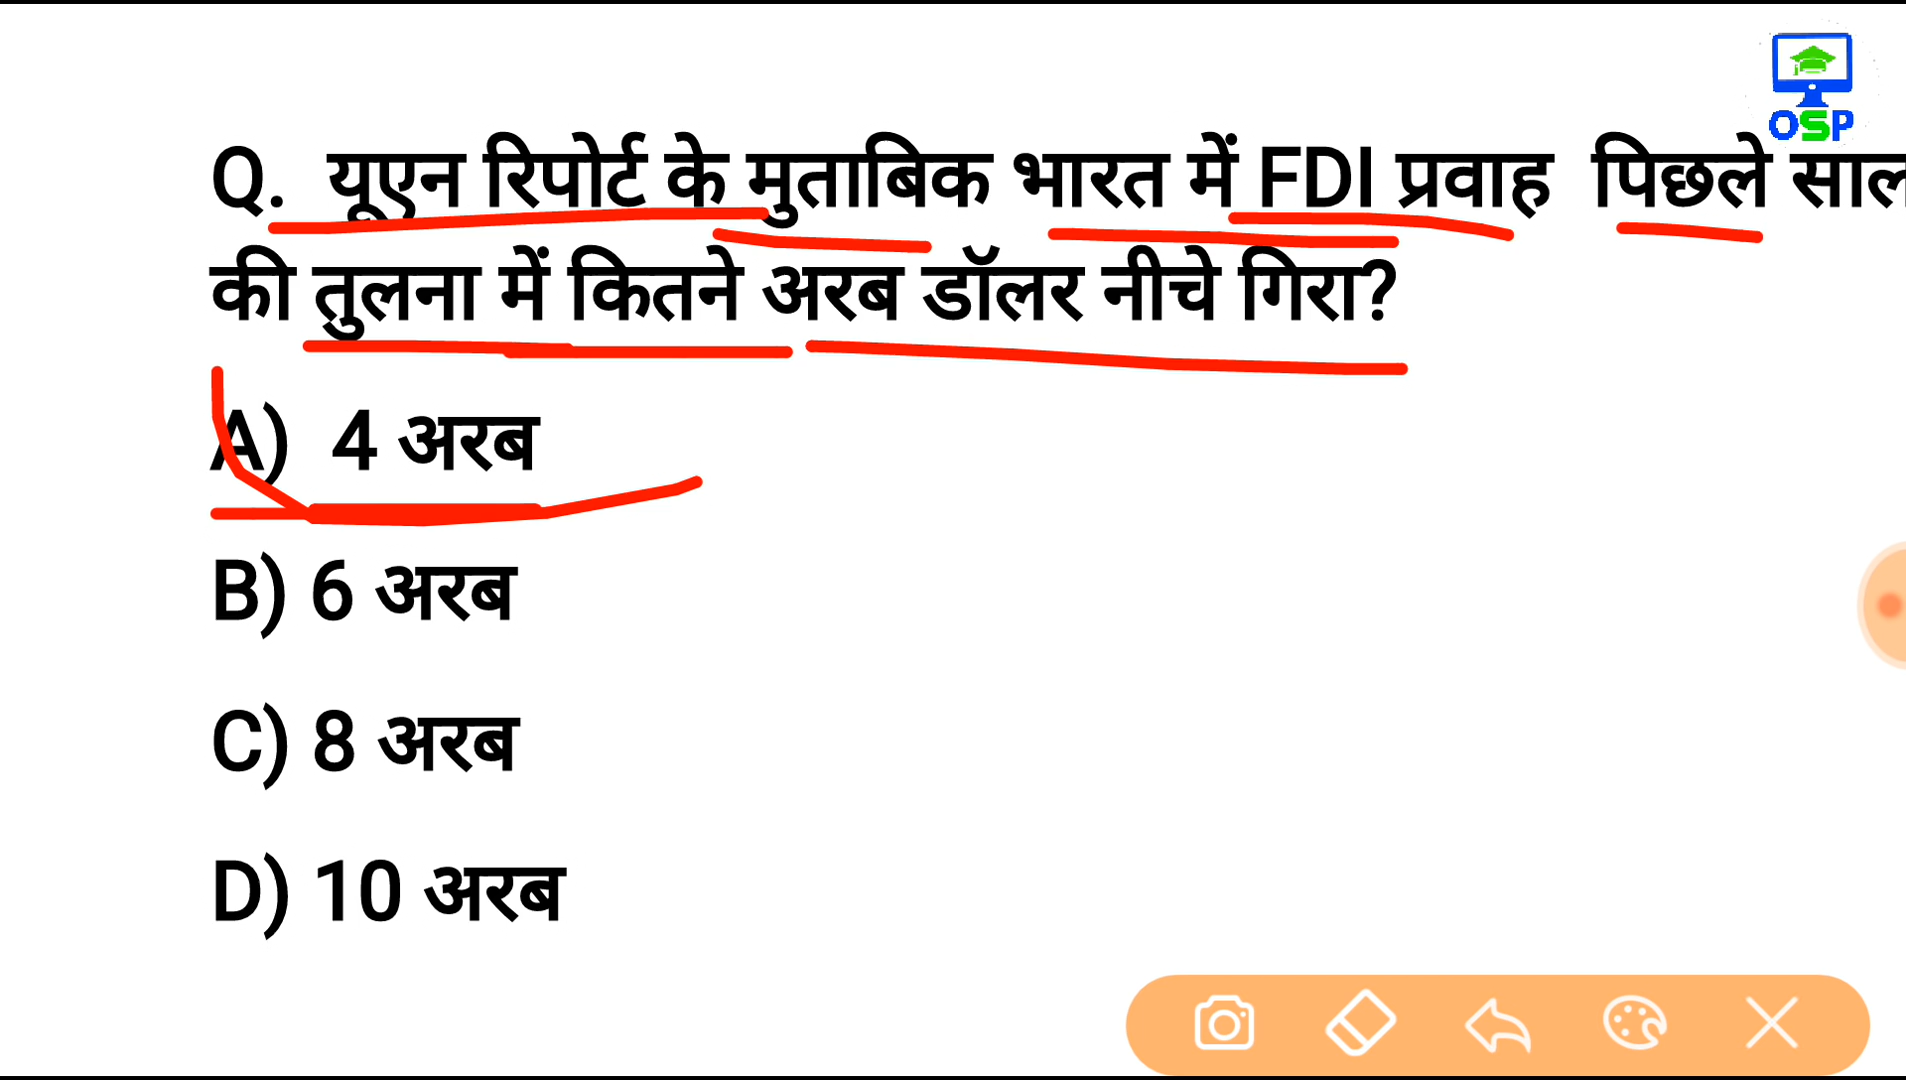 OSP
Q. यूएन रिपोर्ट के मुताबिक भारत में FDI प्रवाह पिछले साल
की तुलना में कितने अरब डॉलर नीचे गिरा?
A) 4 अरब
B) 6 अरब
C) 8 अरब
D) 10 अरब